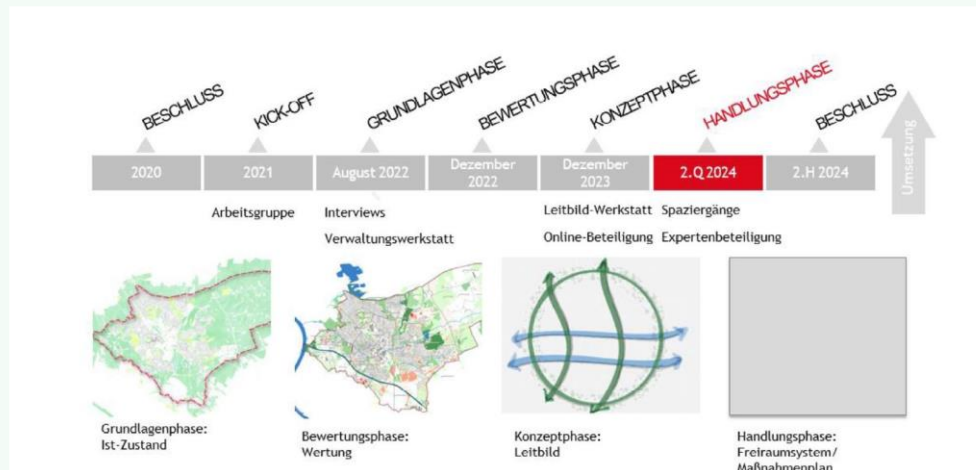 BESCHLUSS
KICK-OFF
GRUNDLAGENPHASE
BEWERTUNGSPHASE
KONZEPTPHASE
HANDLUNGSPHASE
BESCHLUSS
Umsetzung
2020
2021
August 2022
Dezember
2022
Dezember
2023
2.Q 2024
2.H 2024
Arbeitsgruppe
Interviews
Verwaltungswerkstatt
Leitbild-Werkstatt
Online-Beteiligung
Spaziergänge
Expertenbeteiligung
Grundlagenphase:
Ist-Zustand
Bewertungsphase:
Wertung
Konzeptphase:
Leitbild
Handlungsphase:
Freiraumsystem/
Maßnahmenplan